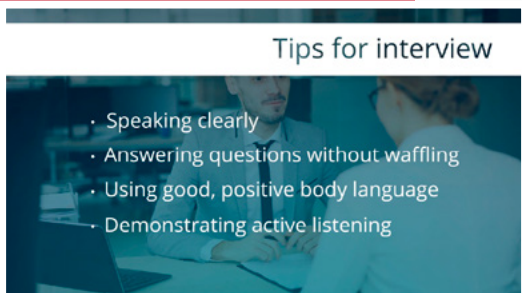 Tips for interview
· Speaking clearly
· Answering questions without waffling
· Using good, positive body language
· Demonstrating active listening